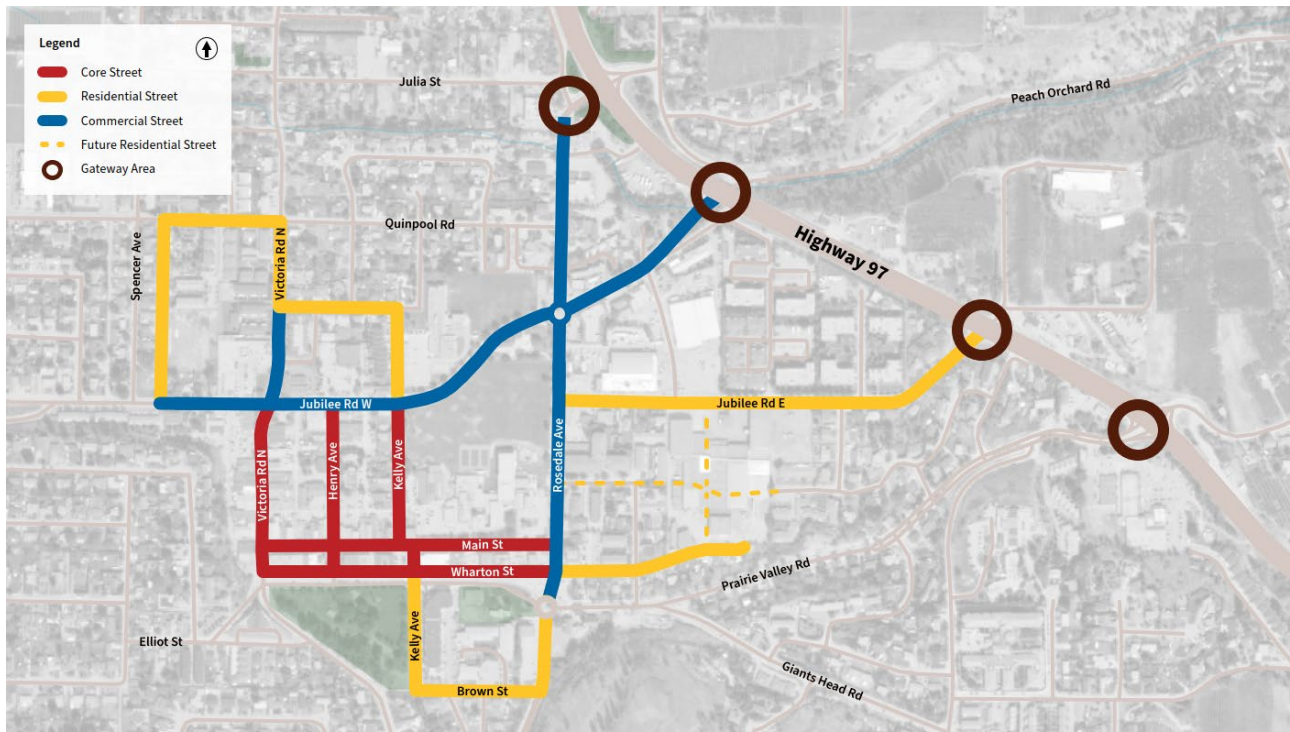 Legend
Core Street
Residential Street
Commercial Street
Future Residential Street
Gateway Area
Julia St
Peach Orchard Rd
Quinpool Rd
Spencer Ave
Victoria Rd N
Highway 97
Jubilee Rd W
Jubilee Rd E
Victoria Rd N
Henry Ave
Kelly Ave
Rosedale Ave
Main St
Wharton St
Prairie Valley Rd
Elliot St
Kelly Ave
Brown St
Giants Head Rd